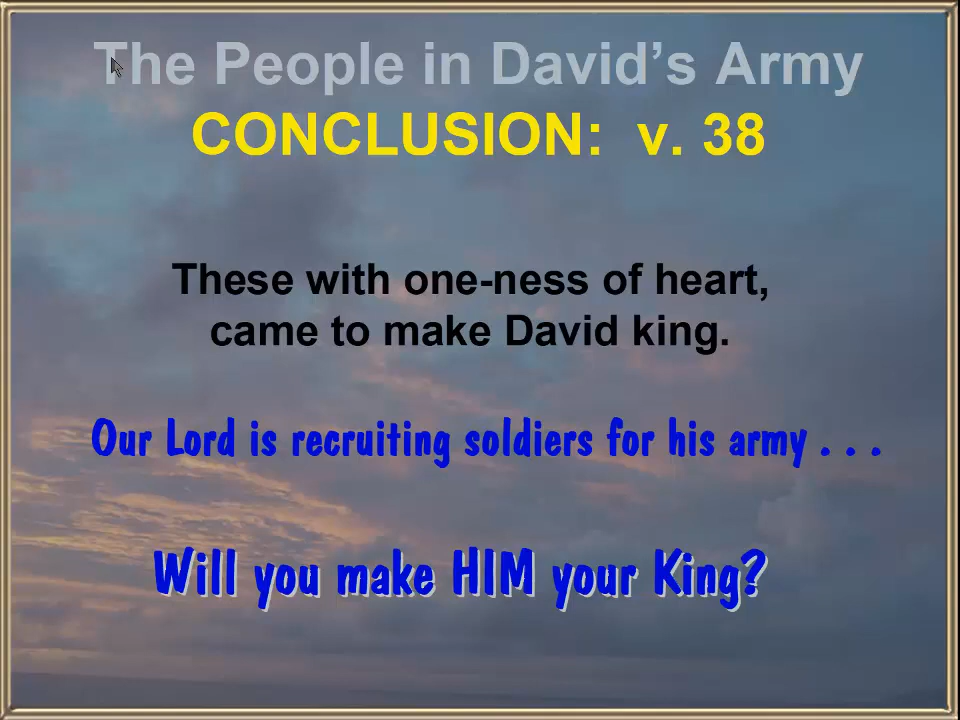 The People in David’s Army
CONCLUSION: v. 38
These with one-ness of heart,
came to make David king.
Our Lord is recruiting soldiers for his army . . .
Will you make HIM your King?